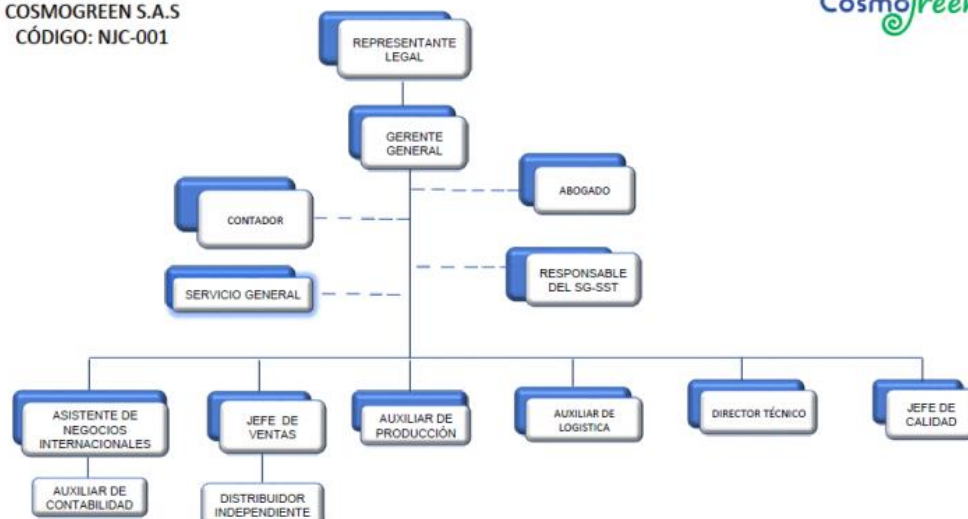 COSMOGREEN S.A.S
CÓDIGO: NJC-001
Cosmogreen
REPRESENTANTE
LEGAL
GERENTE
GENERAL
ABOGADO
CONTADOR
RESPONSABLE
DEL SG-SST
SERVICIO GENERAL
ASISTENTE DE
NEGOCIOS
INTERNACIONALES
JEFE DE
VENTAS
AUXILIAR DE
PRODUCCIÓN
AUXILIAR DE
LOGISTICA
DIRECTOR TÉCNICO
JEFE DE
CALIDAD
AUXILIAR DE
CONTABILIDAD
DISTRIBUIDOR
INDEPENDIENTE